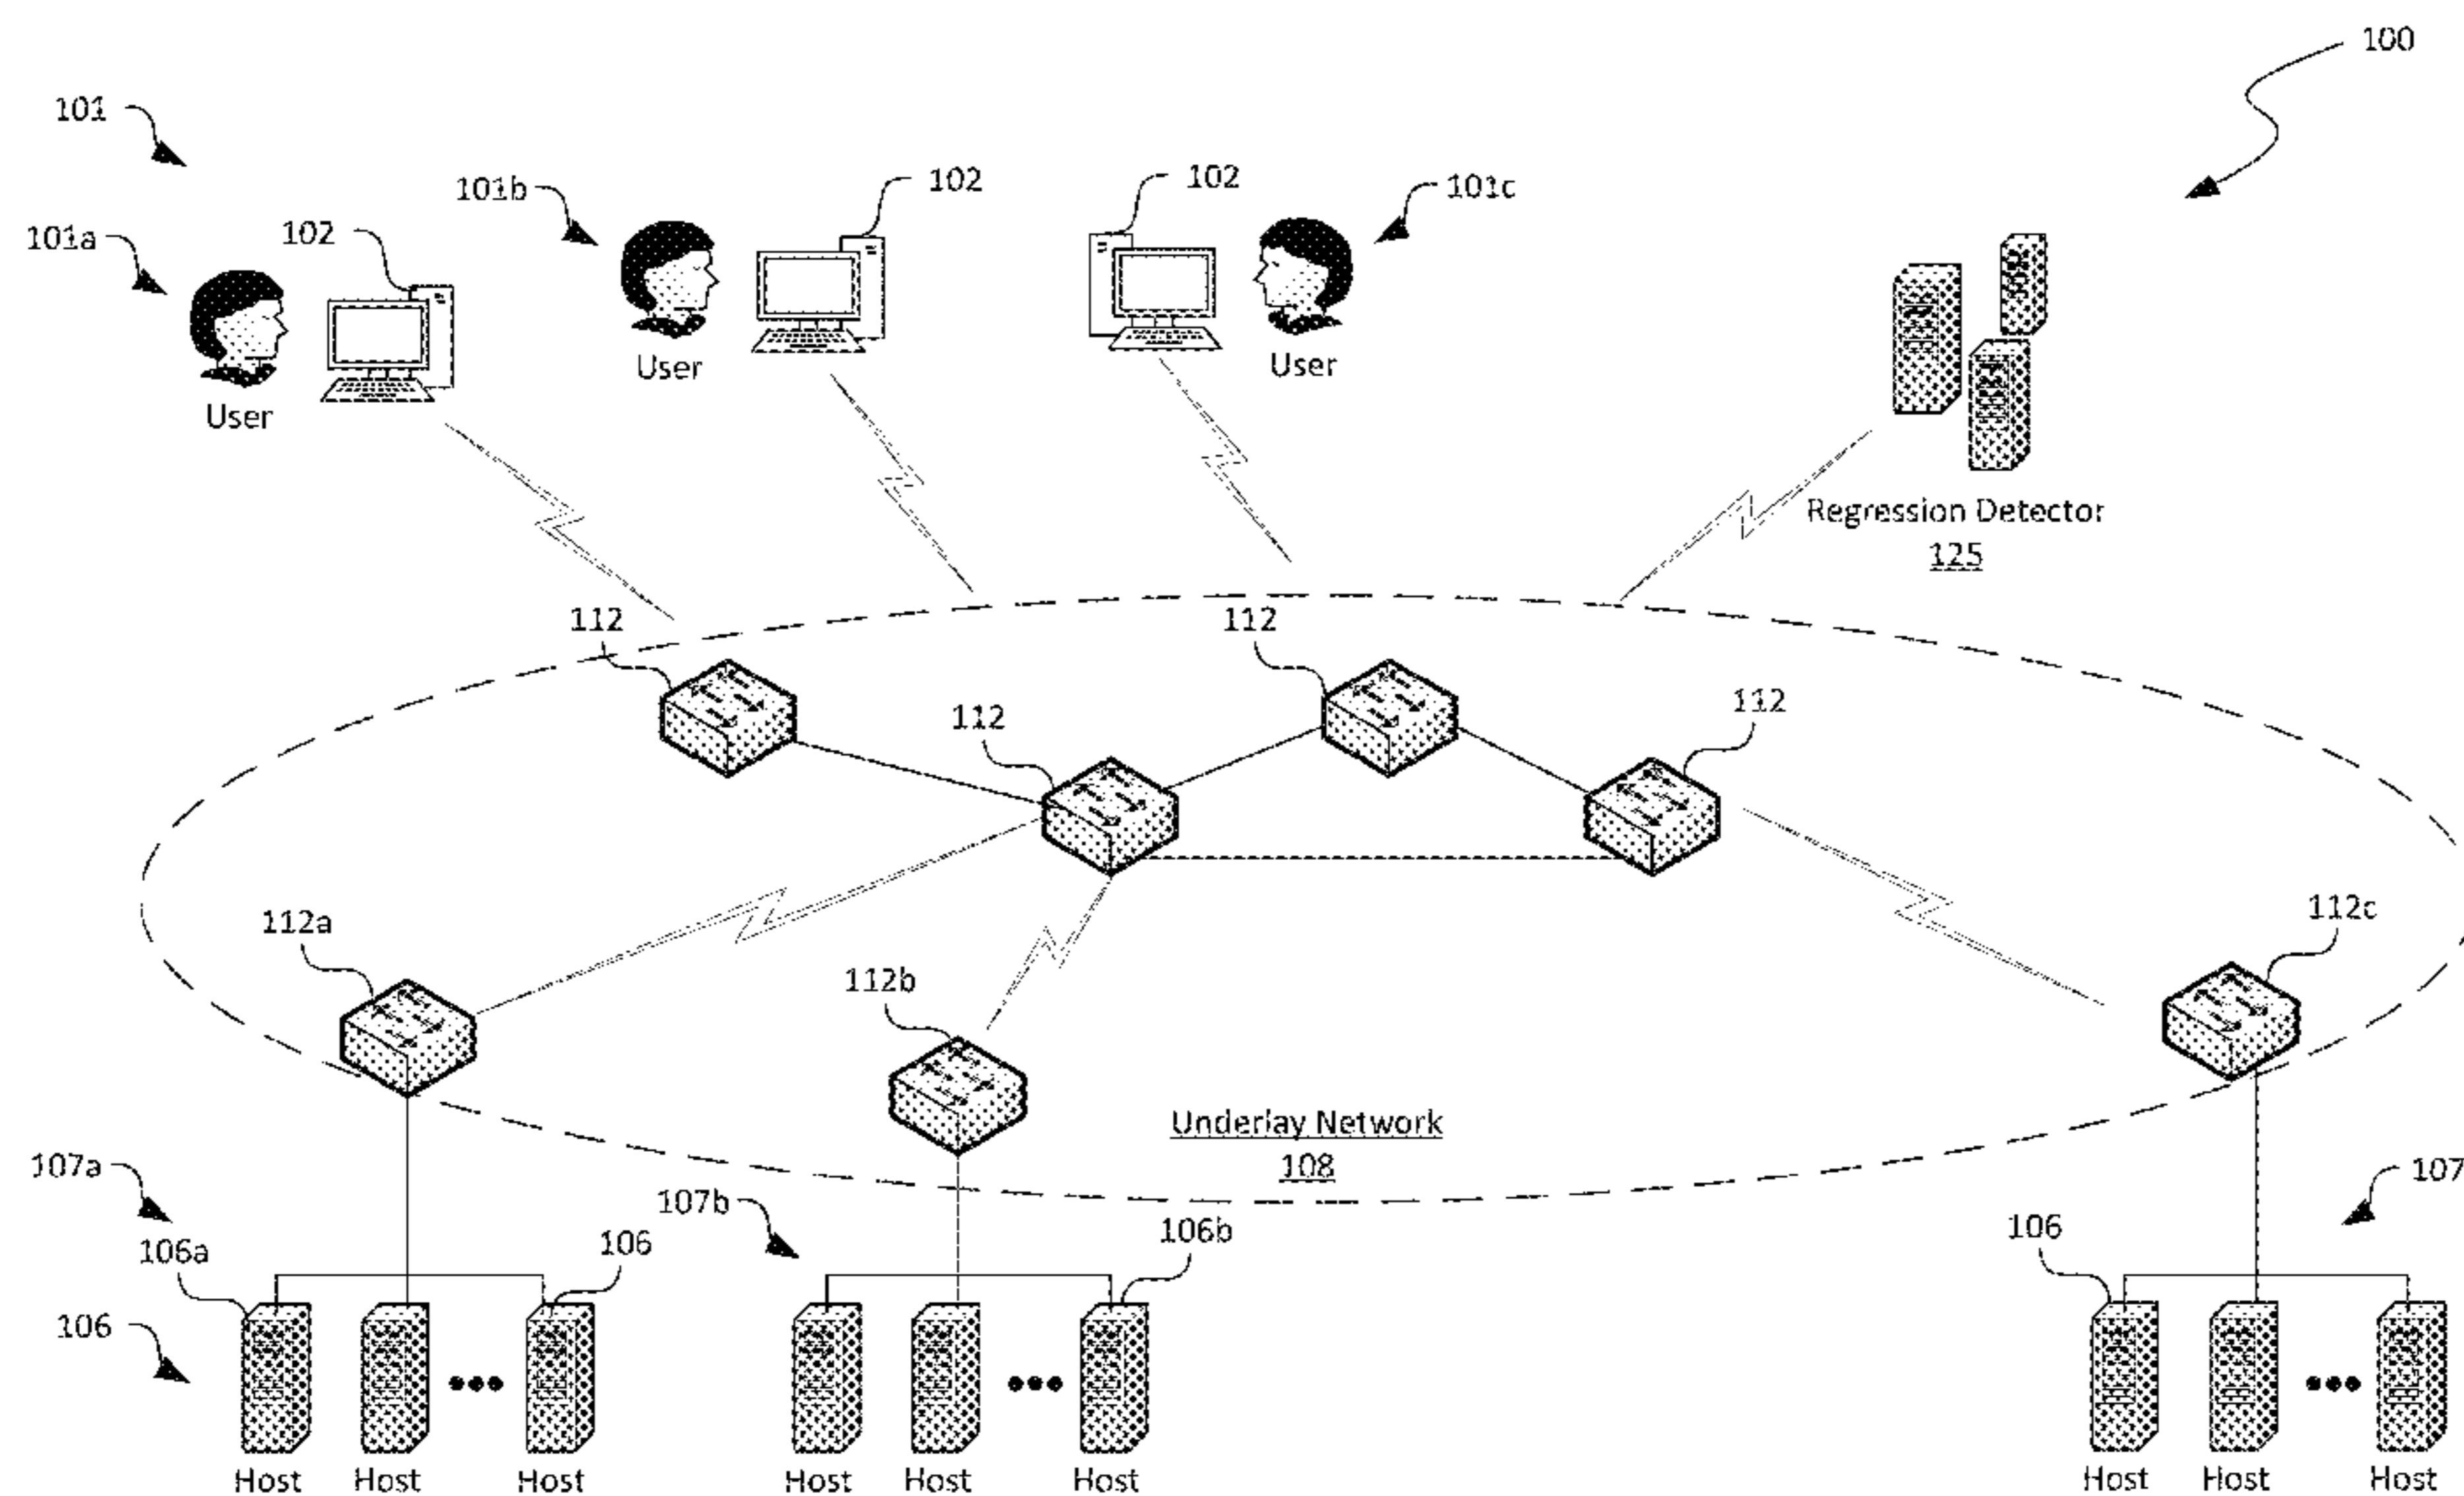 100
101
101b
102
102
101c
101a
102
User
User
User
Regression Detector
125
112
112
112
112
112a
112c
112b
Underlay Network
108
107a
107b
107
106a
106
106b
106
106
Host
Host
Host
Host
Host
Host
Host
Host
Host